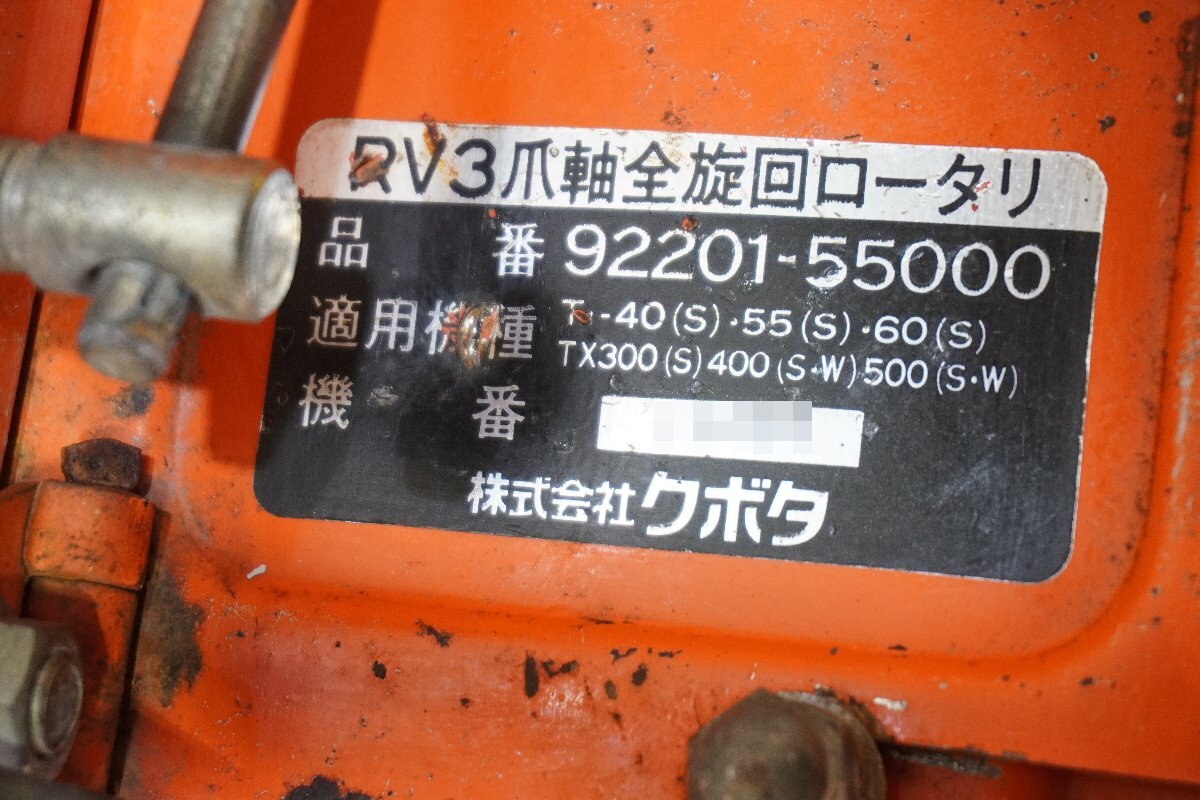 RV3爪軸全旋回ロータリ
品番 92201-55000
適用機種 -40(S)・55(S)・60(S)
TX300(S)400(S・W)500(S・W)
機番
株式会社クボタ